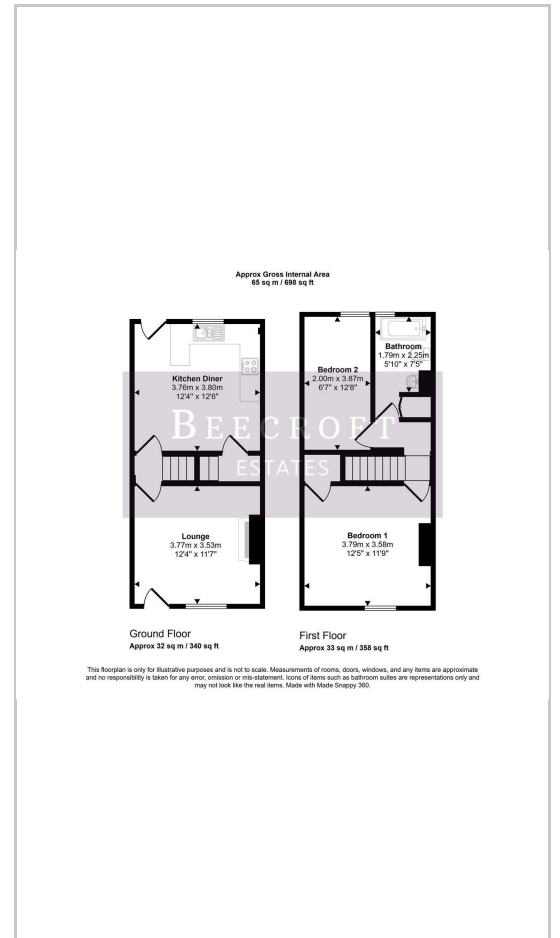 Approx Gross Internal Area
65 sq m / 698 sq ft
Kitchen Diner
3.76m x 3.80m
12'4" x 12'6"
Lounge
3.77m x 3.53m
12'4" x 11'7"
Ground Floor
Approx 32 sq m / 340 sq ft
Bathroom
1.79m x 2.25m
5'10" x 7'5"
Bedroom 2
2.00m x 3.87m
6'7" x 12'8"
Bedroom 1
3.79m x 3.58m
12'5" x 11'9"
First Floor
Approx 33 sq m / 358 sq ft
BEECROFT
ESTATES
This floorplan is only for illustrative purposes and is not to scale. Measurements of rooms, doors, windows, and any items are approximate
and no responsibility is taken for any error, omission or mis-statement. Icons of items such as bathroom suites are representations only and
may not look like the real items. Made with Made Snappy 360.